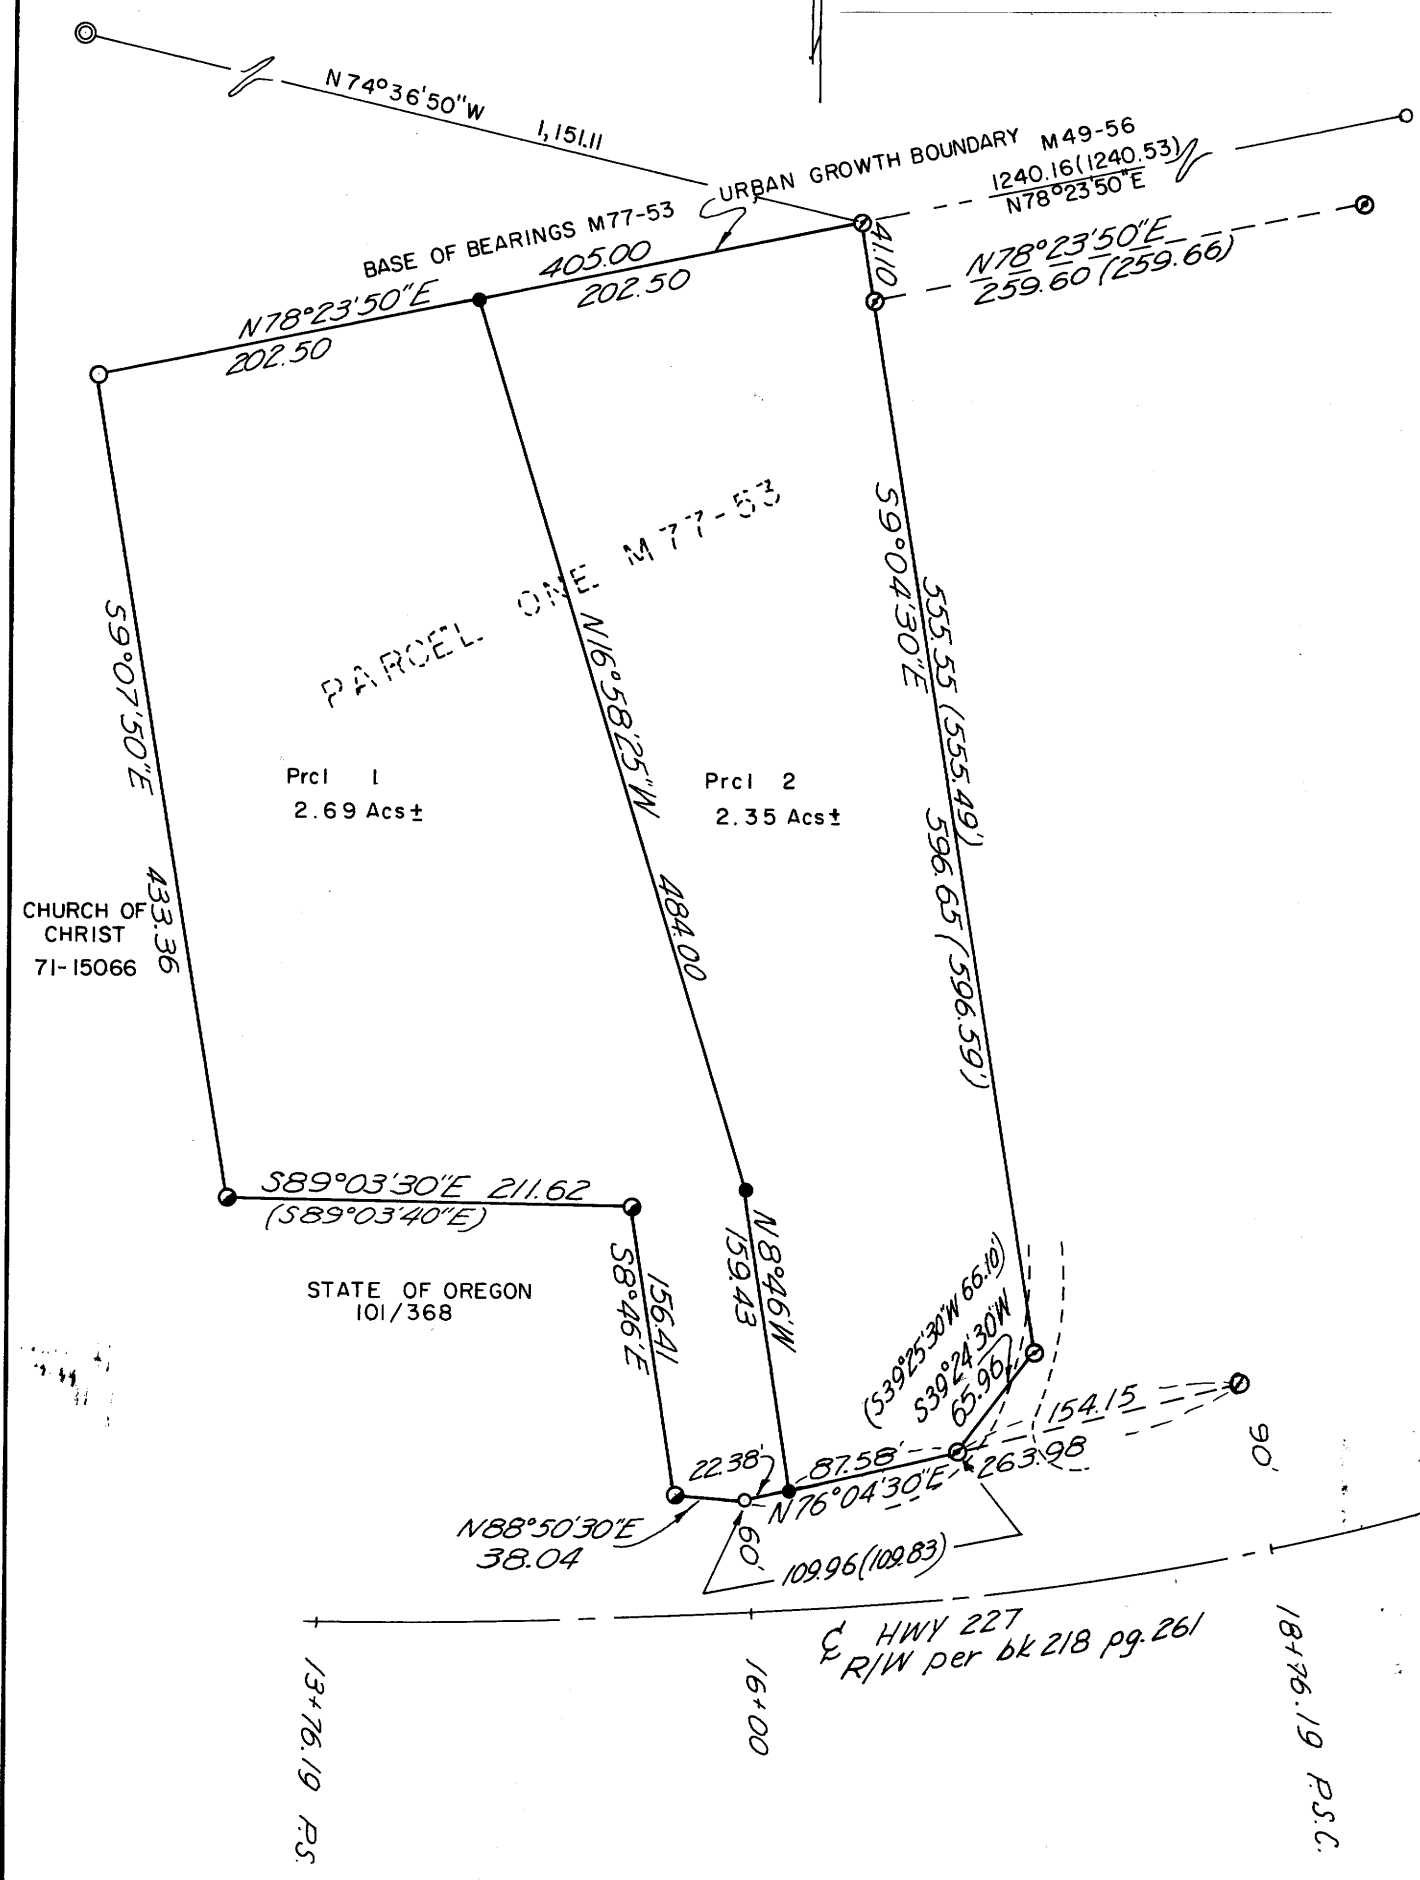 N74°36'50"W 1,151.11
URBAN GROWTH BOUNDARY M49-56
1240.16(1240.53)
N78°23'50"E
BASE OF BEARINGS M77-53
405.00
202.50
41.10
N78°23'50"E
259.60 (259.66)
N78°23'50"E
202.50
PARCEL ONE M77-53
S9°04'30"E
555.55 (555.49')
596.65 (596.59')
S9°07'50"E 433.36
N16°58'25"W 484.00
Prcl 1
2.69 Acs±
Prcl 2
2.35 Acs±
CHURCH OF
CHRIST
71-15066
S89°03'30"E 211.62
(S89°03'40"E)
STATE OF OREGON
101/368
156.41
S8°46'E
N8°46'W
159.43
(S39°25'30"W 66.10')
S39°24'30"W
65.96
154.15
90'
22.38'
87.58'
N76°04'30"E
263.98
N88°50'30"E
38.04
60'
109.96(109.83)
℄ HWY 227
R/W per bk 218 pg. 261
13+76.19 P.S.
16+00
18+76.19 P.S.C.